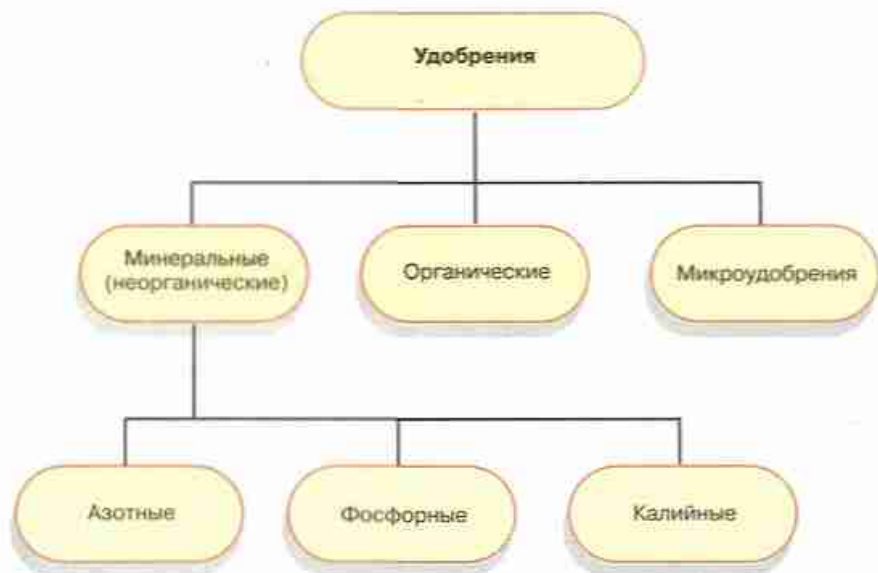 Удобрения
Минеральные
(неорганические)
Органические
Микроудобрения
Азотные
Фосфорные
Калийные